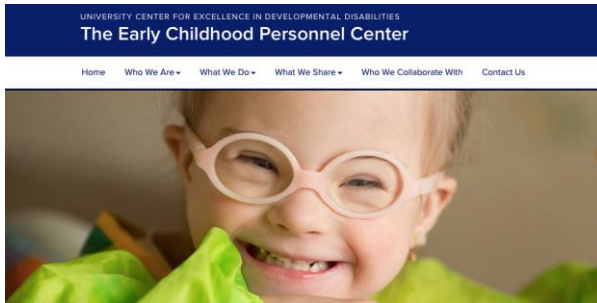 UNIVERSITY CENTER FOR EXCELLENCE IN DEVELOPMENTAL DISABILITIES
The Early Childhood Personnel Center
Home Who We Are What We Do What We Share Who We Collaborate With Contact Us